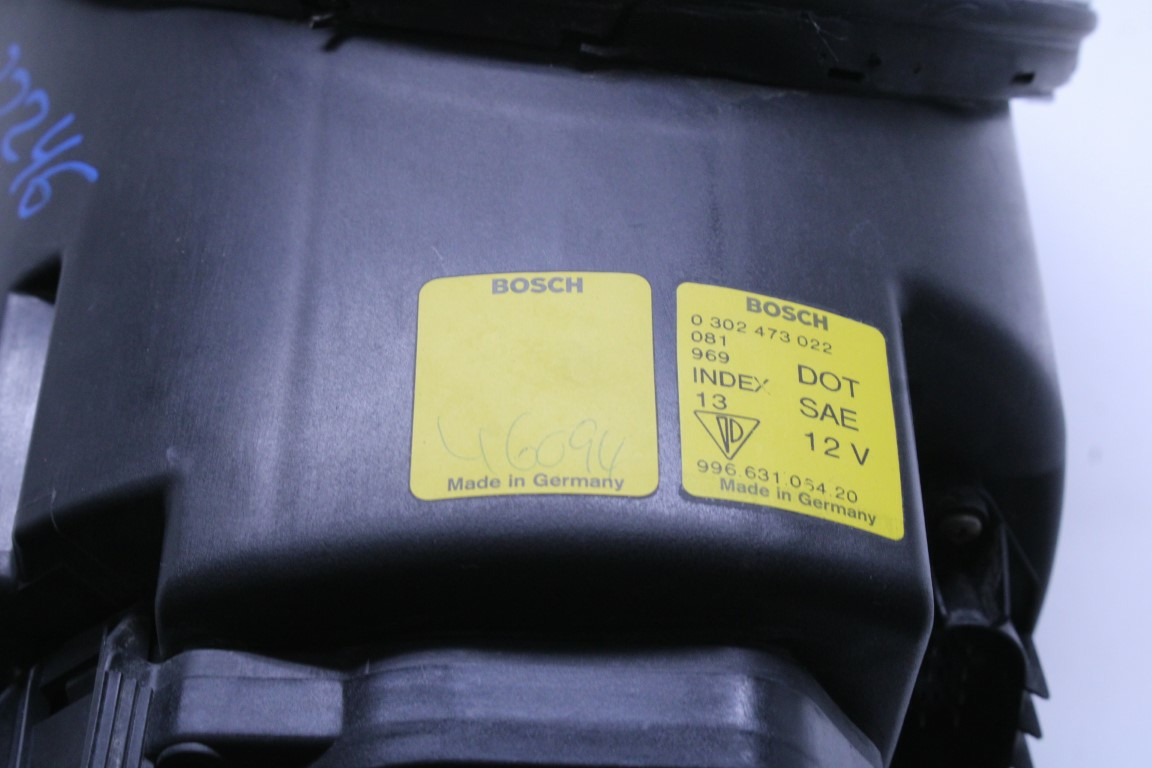 BOSCH
46094
Made in Germany
BOSCH
0 302 473 022
081
969
INDEX DOT
13 SAE
12 V
996.631.054.20
Made in Germany